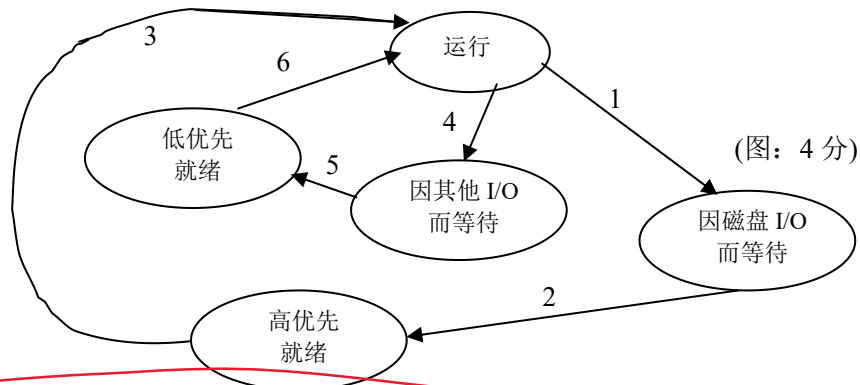 3
运行
6
1
低优先
就绪
4
(图：4 分)
5
因其他 I/O
而等待
因磁盘 I/O
而等待
2
高优先
就绪